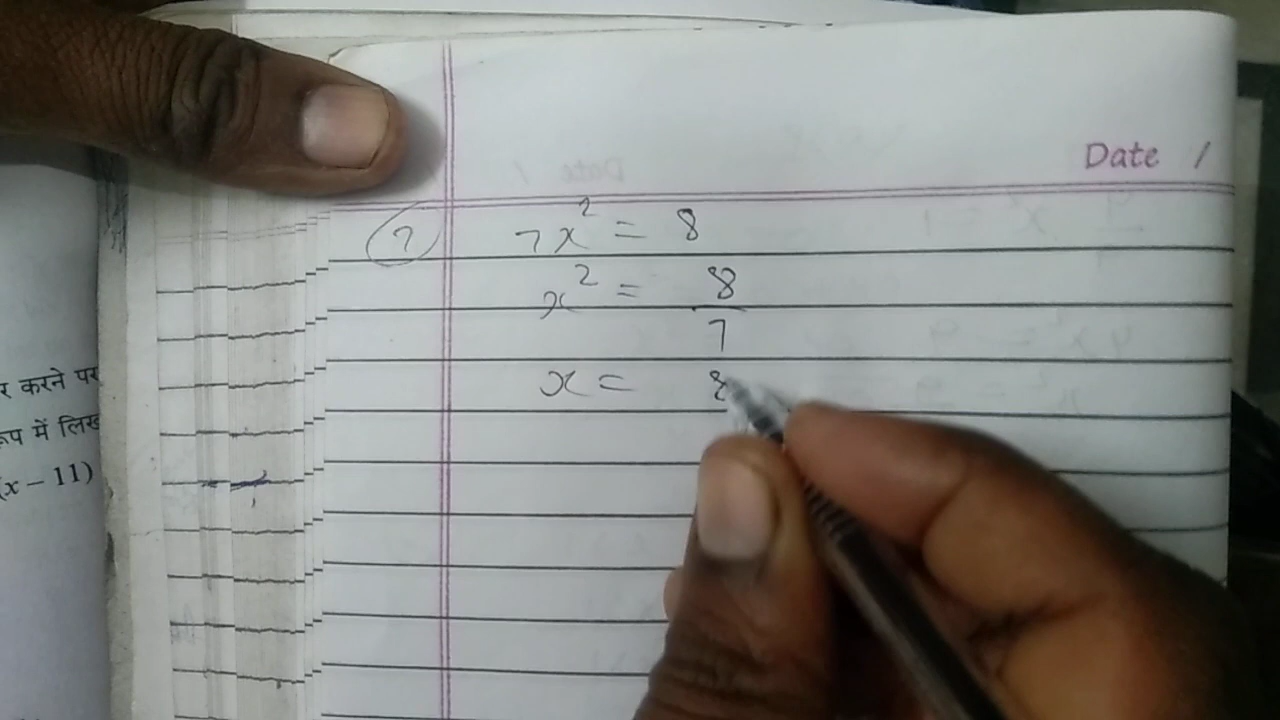 Date /
7 7x² = 8
x² = 8
7
x = 8
र करने पर
रूप में लिख
(x – 11)